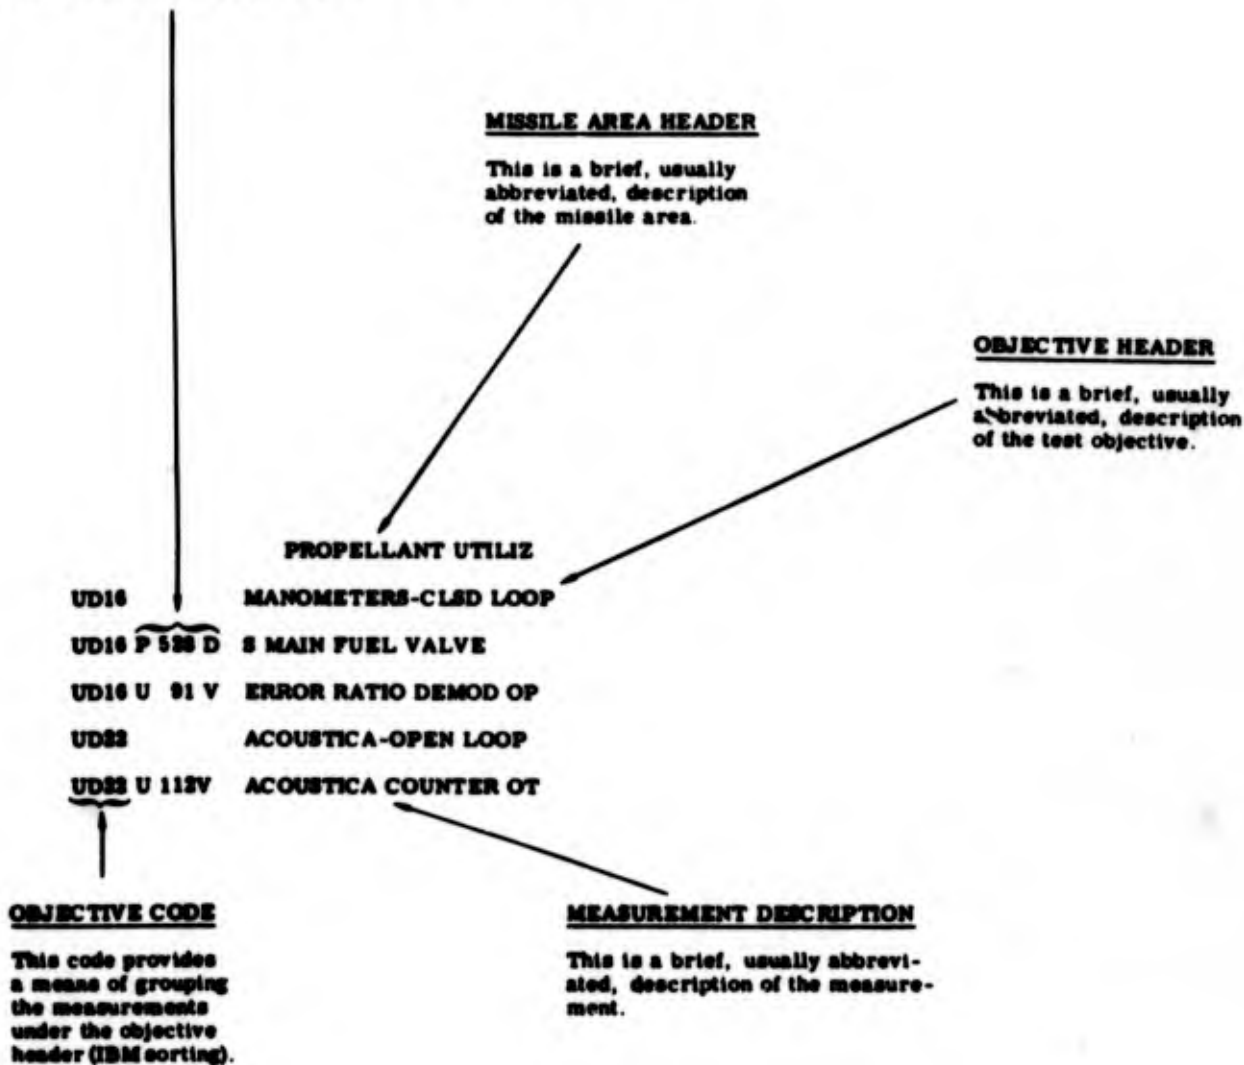 MISSILE AREA HEADER
This is a brief, usually
abbreviated, description
of the missile area.
OBJECTIVE HEADER
This is a brief, usually
abbreviated, description
of the test objective.
PROPELLANT UTILIZ
UD16 MANOMETERS-CLSD LOOP
UD16 P 528 D S MAIN FUEL VALVE
UD16 U 91 V ERROR RATIO DEMOD OP
UD22 ACOUSTICA-OPEN LOOP
UD22 U 112V ACOUSTICA COUNTER OT
OBJECTIVE CODE
This code provides
a means of grouping
the measurements
under the objective
header (IBM sorting).
MEASUREMENT DESCRIPTION
This is a brief, usually abbrevi-
ated, description of the measure-
ment.